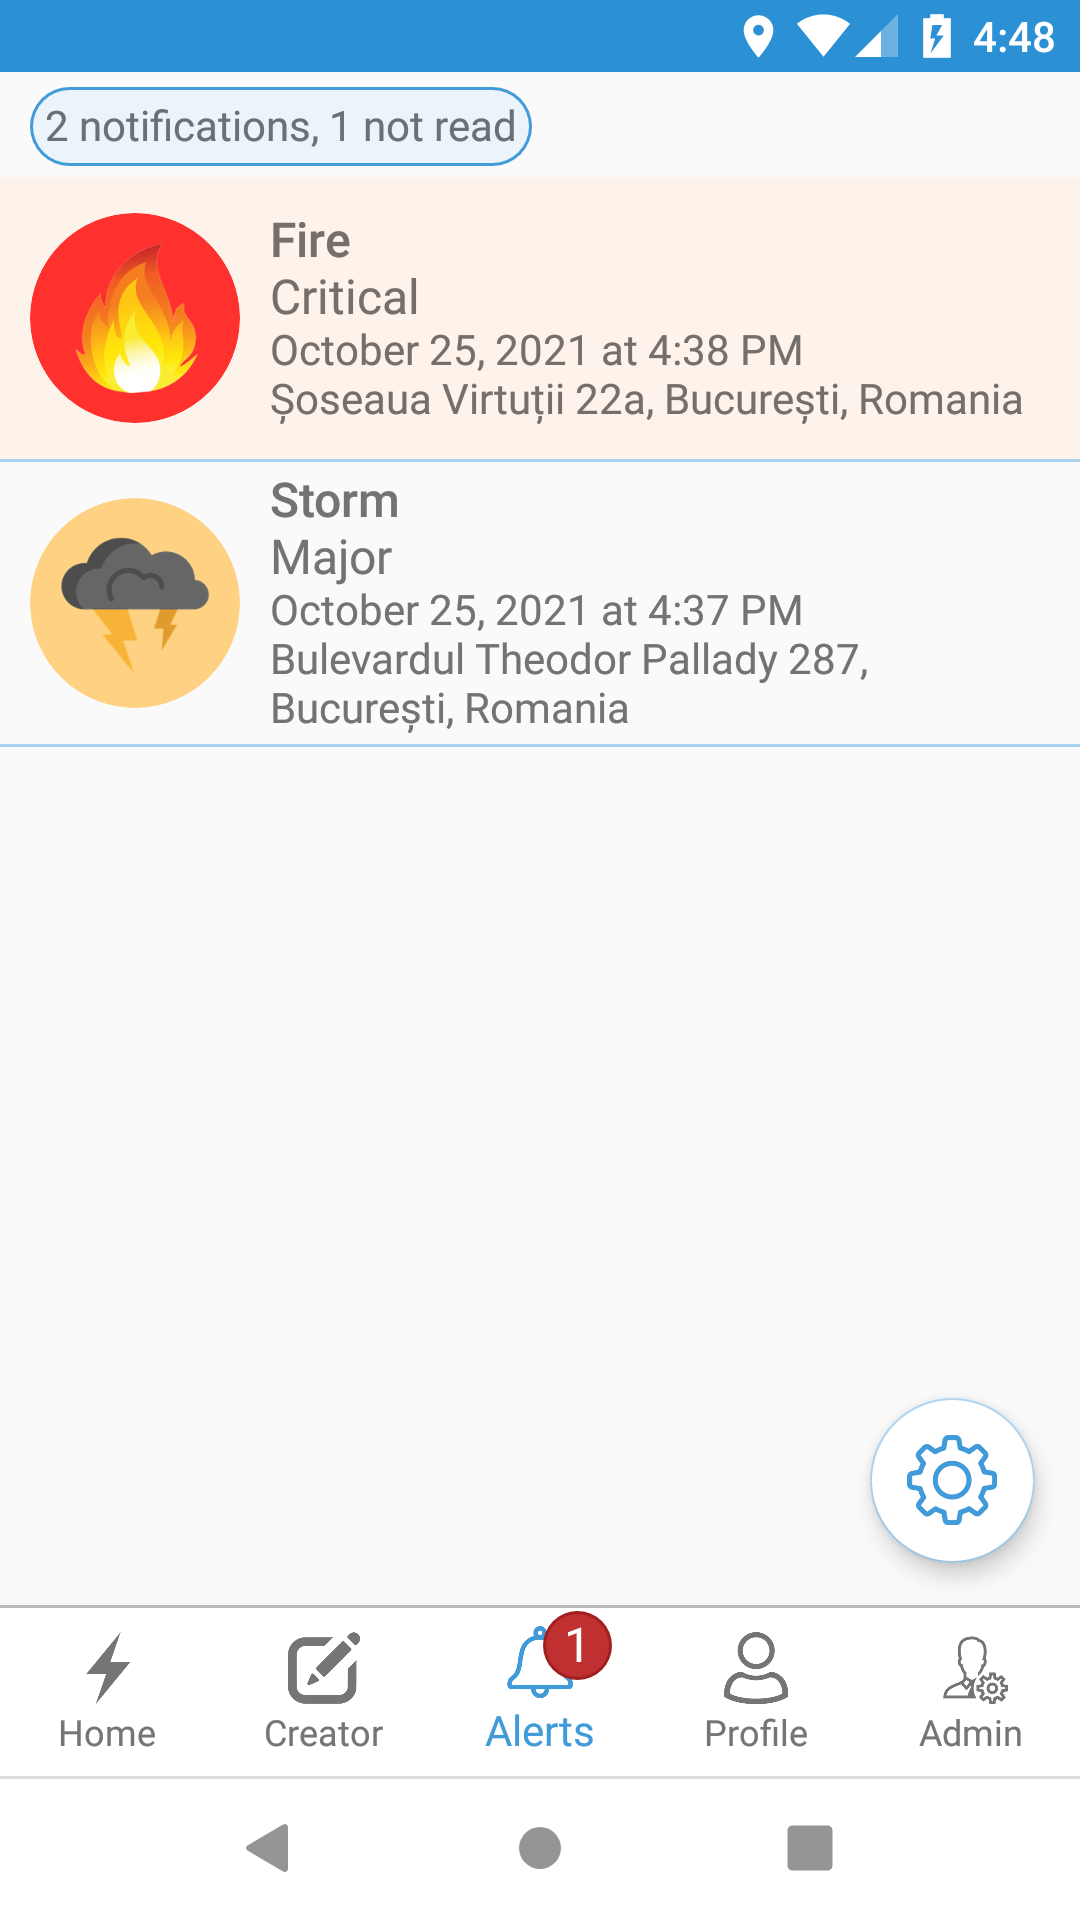 4:48
2 notifications, 1 not read
Fire
Critical
October 25, 2021 at 4:38 PM
Șoseaua Virtuții 22a, București, Romania
Storm
Major
October 25, 2021 at 4:37 PM
Bulevardul Theodor Pallady 287,
București, Romania
1
Home
Creator
Alerts
Profile
Admin